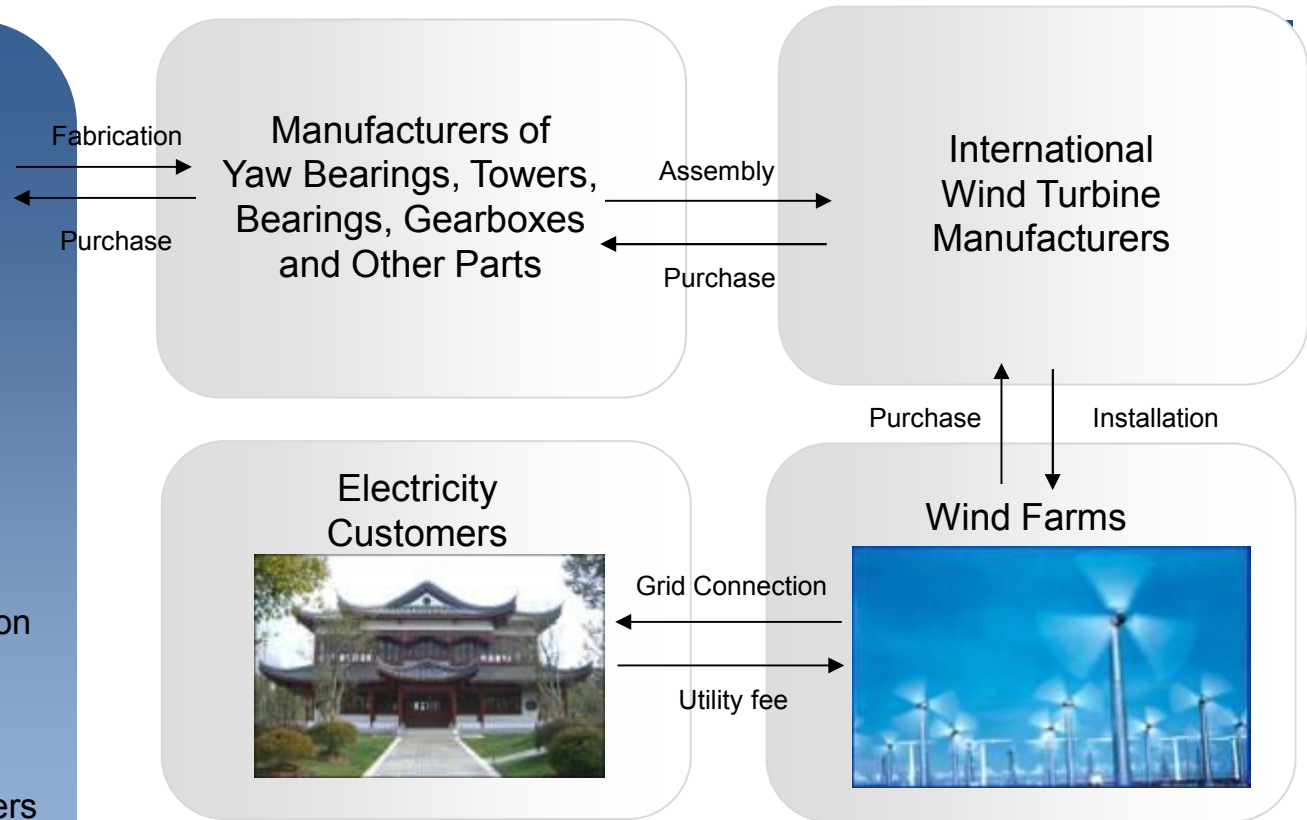 Fabrication
Purchase
Manufacturers of
Yaw Bearings, Towers,
Bearings, Gearboxes
and Other Parts
Assembly
Purchase
International
Wind Turbine
Manufacturers
Purchase
Installation
Electricity
Customers
Wind Farms
Grid Connection
Utility fee
on
ers